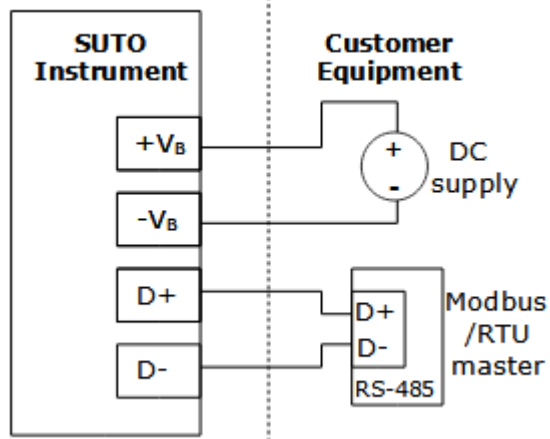 SUTO
Instrument
Customer
Equipment
+VB
-VB
D+
D-
+
-
DC
supply
D+
D-
RS-485
Modbus
/RTU
master